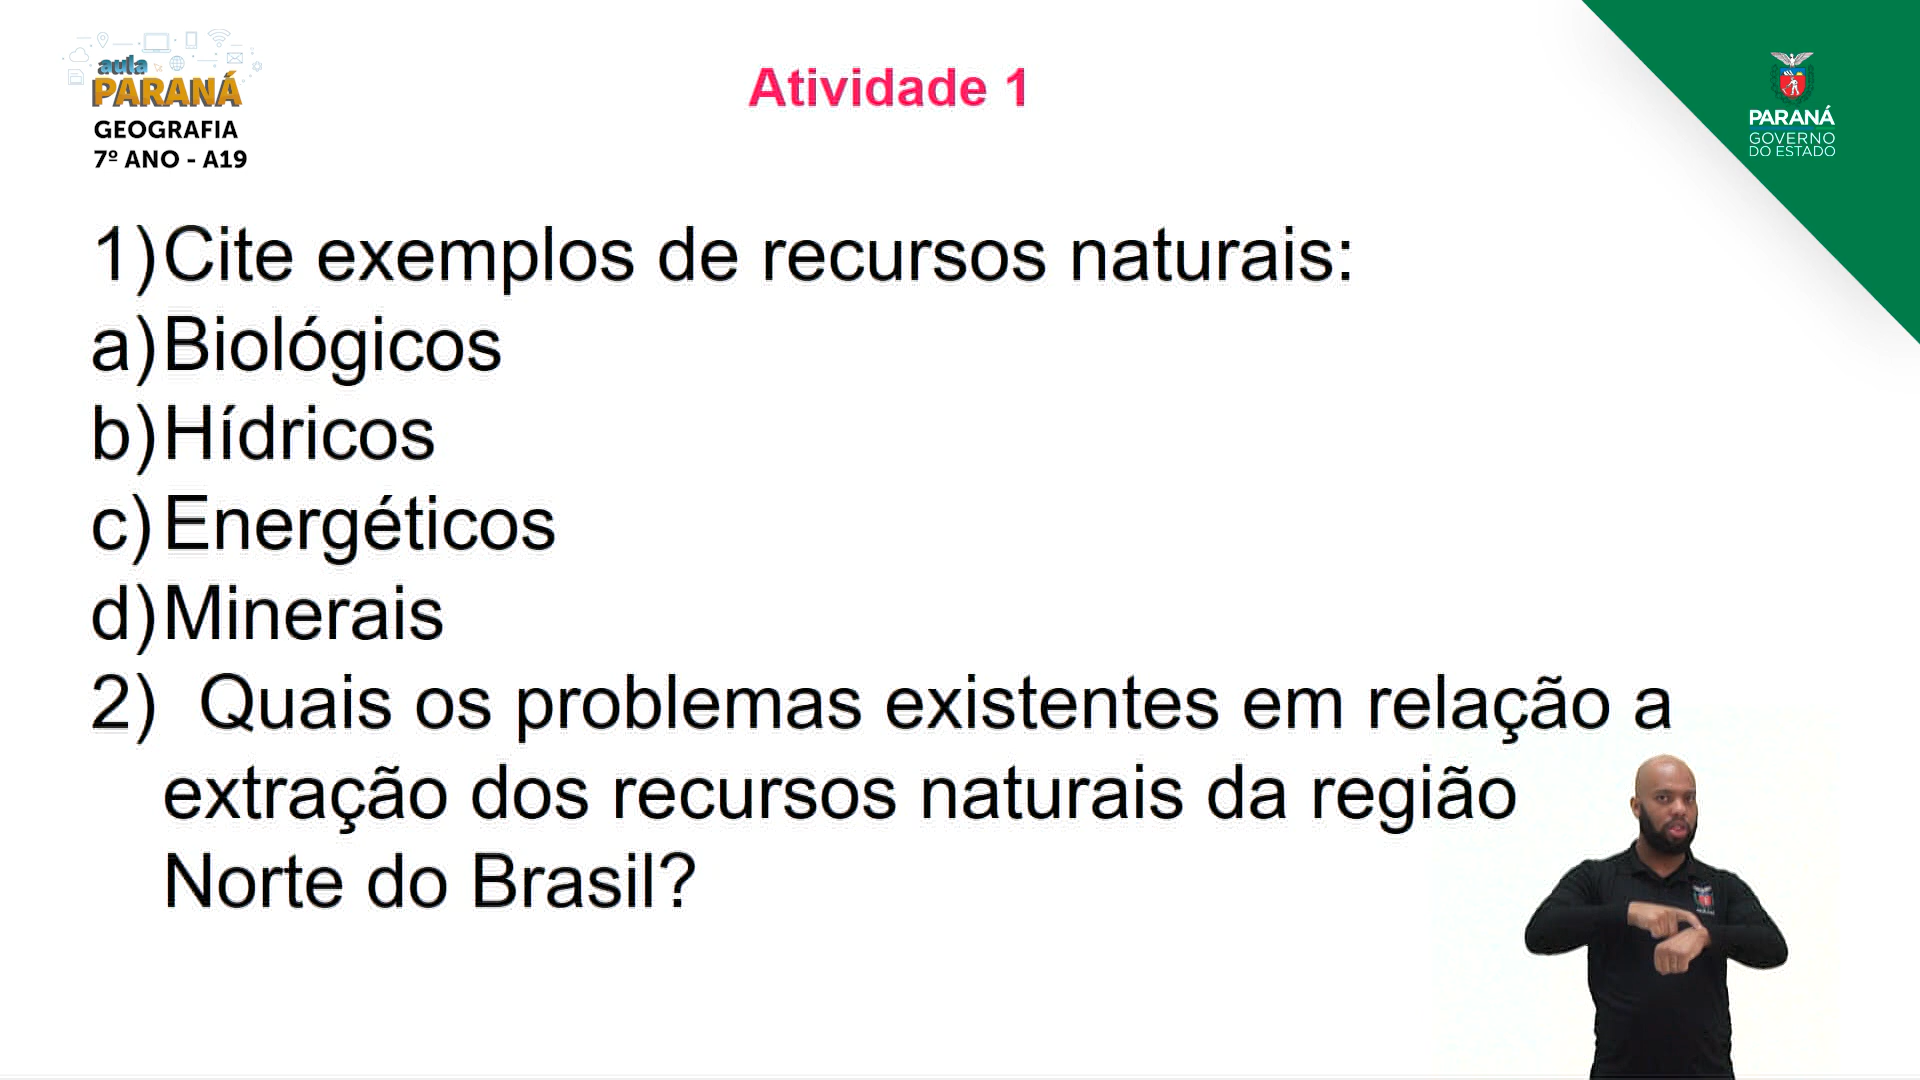 aula
PARANÁ
GEOGRAFIA
7º ANO - A19
Atividade 1
PARANÁ
GOVERNO
DO ESTADO
1) Cite exemplos de recursos naturais:
a) Biológicos
b) Hídricos
c) Energéticos
d) Minerais
2) Quais os problemas existentes em relação a
extração dos recursos naturais da região
Norte do Brasil?